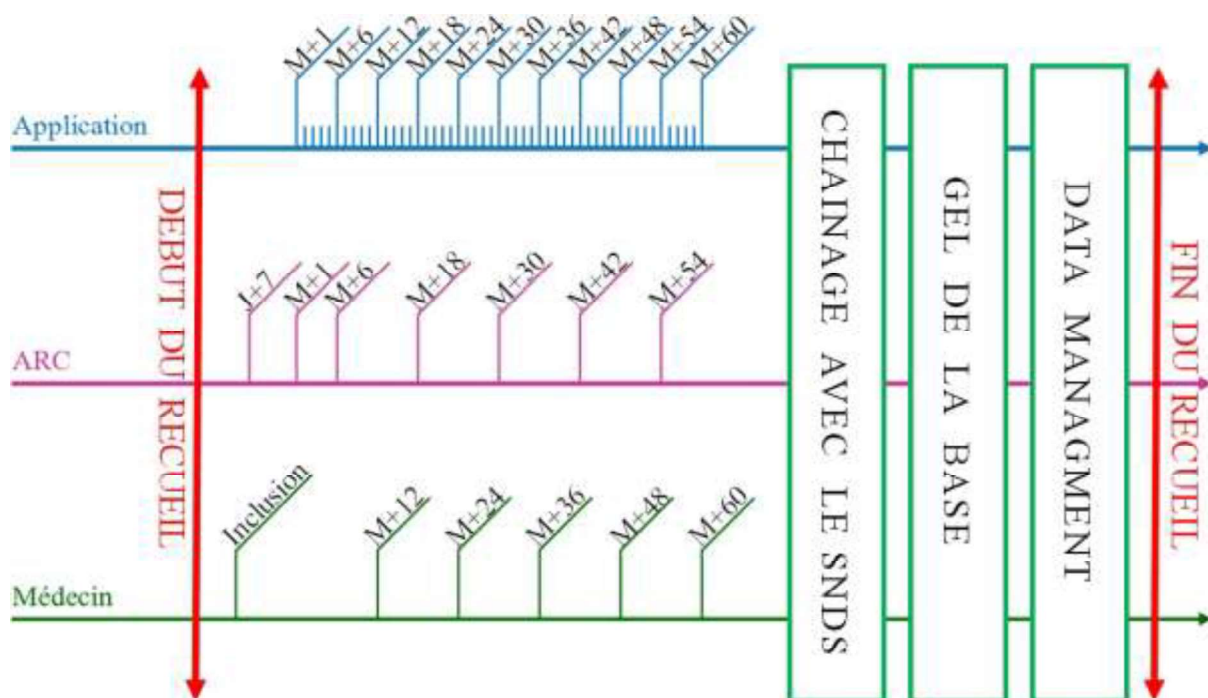 M+1
M+6
M+12
M+18
M+24
M+30
M+36
M+42
M+48
M+54
M+60
Application
J+7
M+1
M+6
M+18
M+30
M+42
M+54
ARC
Inclusion
M+12
M+24
M+36
M+48
M+60
Médecin
DEBUT DU RECUEIL
CHAINAGE AVEC LE SNDS
GEL DE LA BASE
DATA MANAGMENT
FIN DU RECUEIL